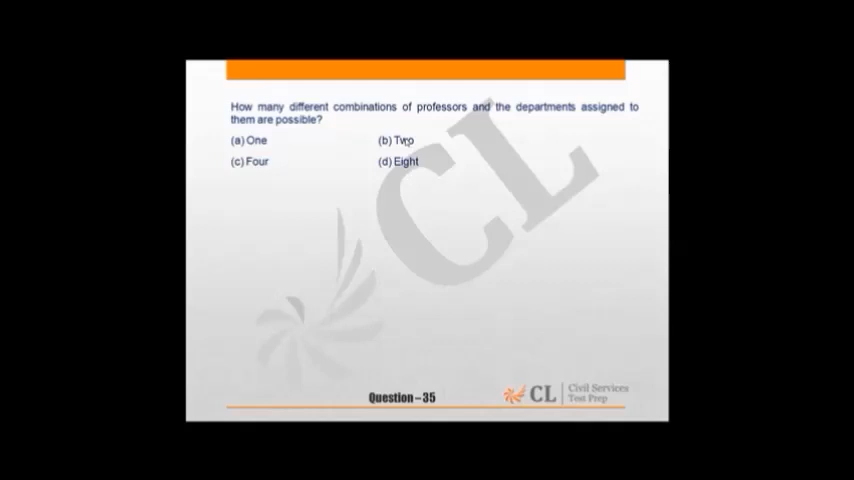 How many different combinations of professors and the departments assigned to
them are possible?
(a) One (b) Two
(c) Four (d) Eight
CL
Question – 35
CL Civil Services
Test Prep